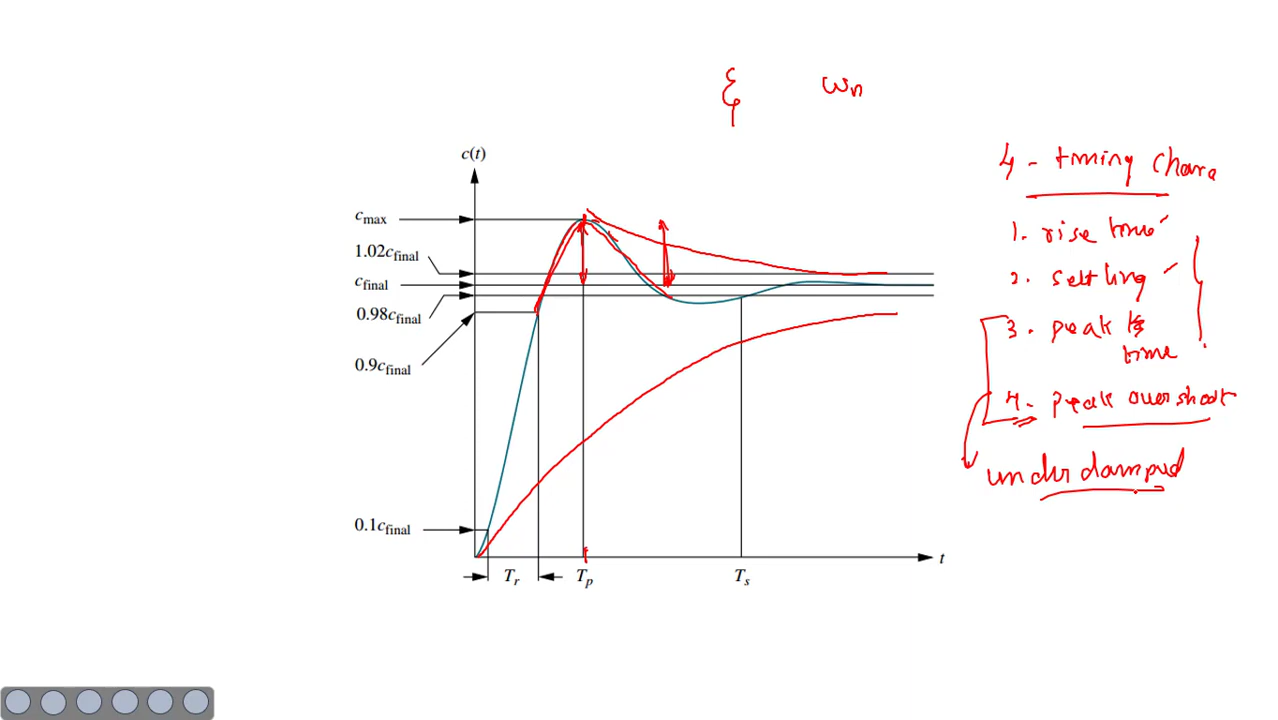 ξ ωn
4 - timing chara
c(t)
cmax
1. rise time
1.02cfinal
2. settling
cfinal
0.98cfinal
3. peak
time
0.9cfinal
4. peak overshoot
underdamped
0.1cfinal
t
Tr Tp Ts